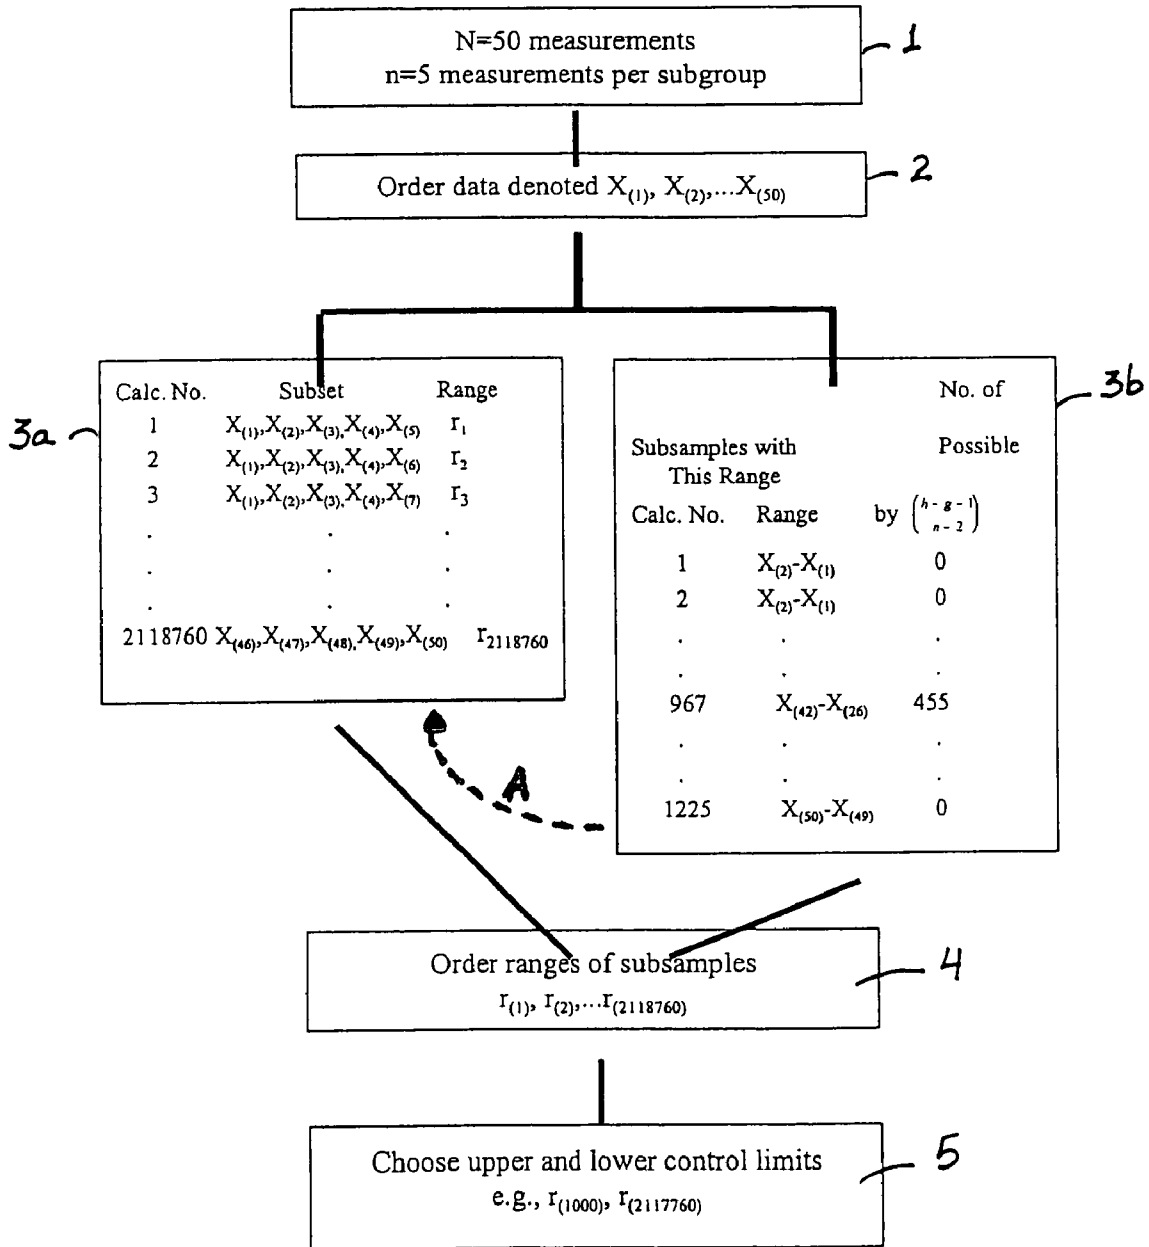 N=50 measurements
n=5 measurements per subgroup
1
Order data denoted X(1), X(2),...X(50)
2
3a
Calc. No. Subset Range
1 X(1),X(2),X(3),X(4),X(5) r1
2 X(1),X(2),X(3),X(4),X(6) r2
3 X(1),X(2),X(3),X(4),X(7) r3
. . .
. . .
. . .
2118760 X(46),X(47),X(48),X(49),X(50) r2118760
3b
No. of
Subsamples with Possible
This Range
Calc. No. Range by (h-g-1 n-2)
1 X(2)-X(1) 0
2 X(2)-X(1) 0
. . .
. . .
967 X(42)-X(26) 455
. . .
. . .
1225 X(50)-X(49) 0
A
Order ranges of subsamples
r(1), r(2),...r(2118760)
4
Choose upper and lower control limits
e.g., r(1000), r(2117760)
5